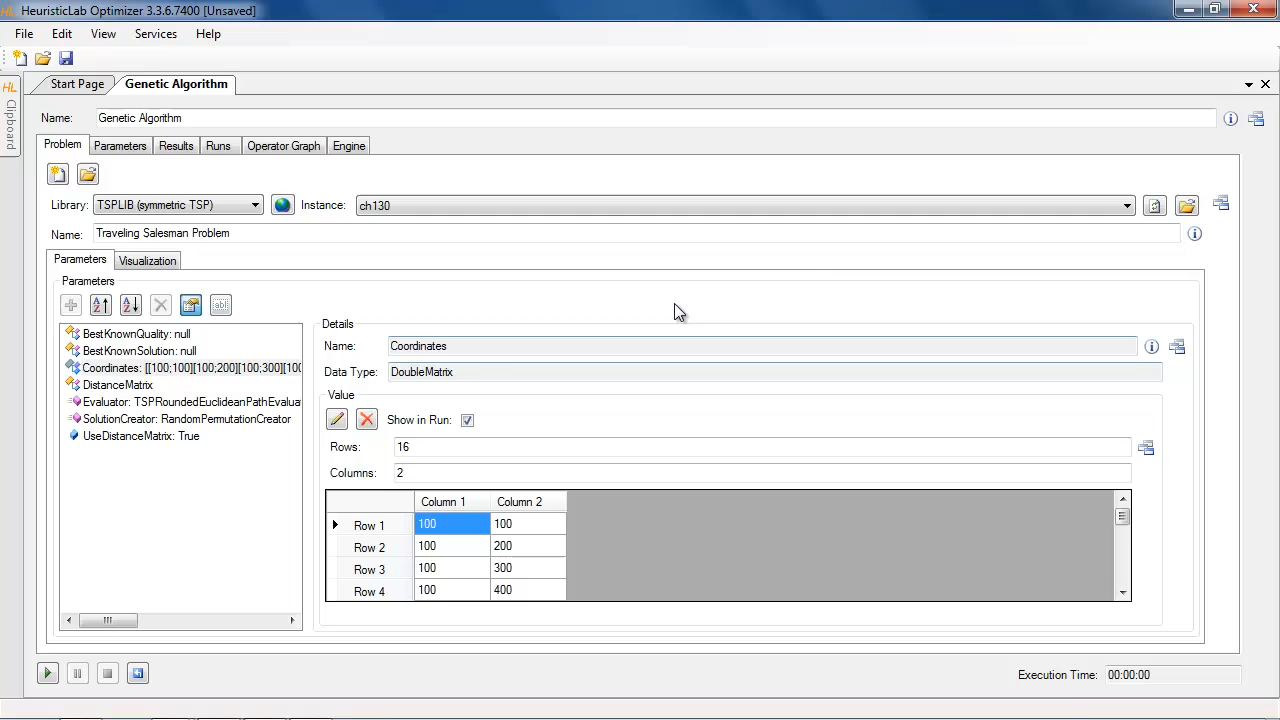 HeuristicLab Optimizer 3.3.6.7400 [Unsaved]
File Edit View Services Help
HL Clipboard
Start Page Genetic Algorithm
Name: Genetic Algorithm
Problem Parameters Results Runs Operator Graph Engine
Library: TSPLIB (symmetric TSP) Instance: ch130
Name: Traveling Salesman Problem
Parameters Visualization
Parameters
BestKnownQuality: null
BestKnownSolution: null
Coordinates: [[100;100][100;200][100;300][100
DistanceMatrix
Evaluator: TSPRoundedEuclideanPathEvalua
SolutionCreator: RandomPermutationCreator
UseDistanceMatrix: True
Details
Name: Coordinates
Data Type: DoubleMatrix
Value
Show in Run:
Rows: 16
Columns: 2
Column 1 Column 2
Row 1 100 100
Row 2 100 200
Row 3 100 300
Row 4 100 400
Execution Time: 00:00:00